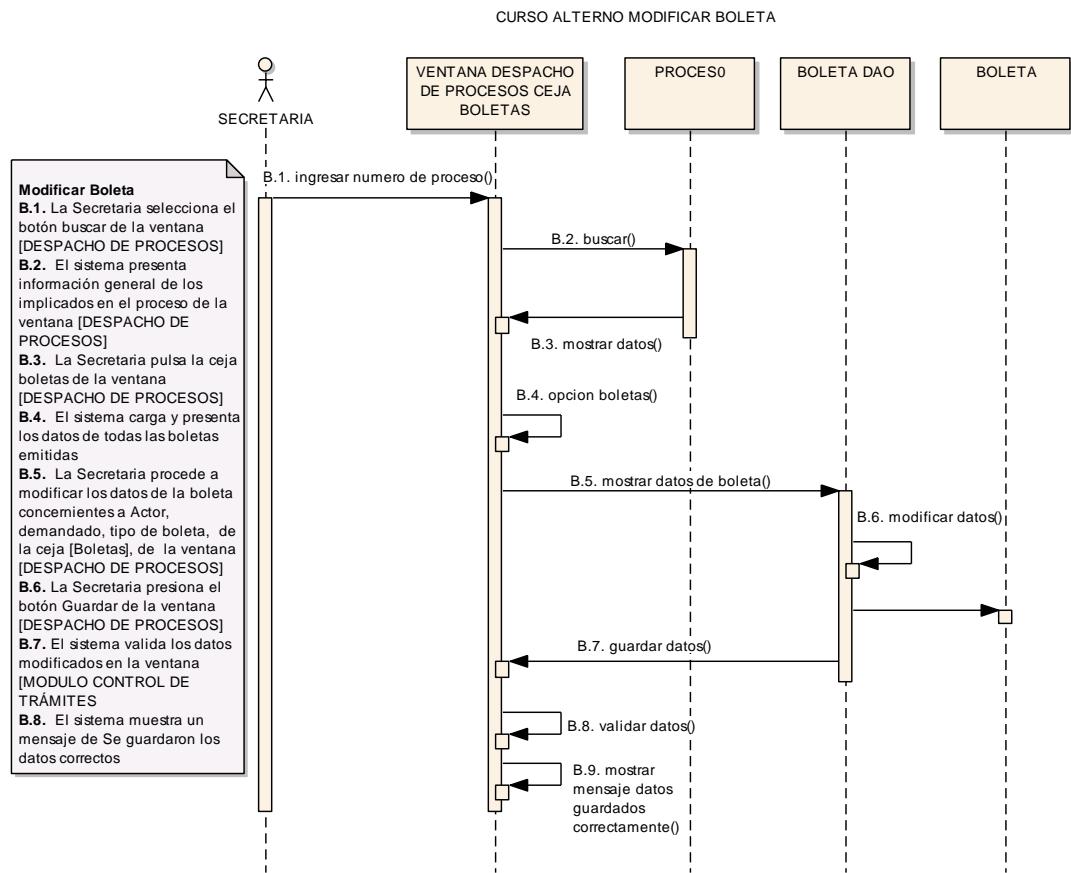 CURSO ALTERNO MODIFICAR BOLETA
SECRETARIA
VENTANA DESPACHO
DE PROCESOS CEJA
BOLETAS
PROCES0
BOLETA DAO
BOLETA
Modificar Boleta
B.1. La Secretaria selecciona el
botón buscar de la ventana
[DESPACHO DE PROCESOS]
B.2. El sistema presenta
información general de los
implicados en el proceso de la
ventana [DESPACHO DE
PROCESOS]
B.3. La Secretaria pulsa la ceja
boletas de la ventana
[DESPACHO DE PROCESOS]
B.4. El sistema carga y presenta
los datos de todas las boletas
emitidas
B.5. La Secretaria procede a
modificar los datos de la boleta
concernientes a Actor,
demandado, tipo de boleta, de
la ceja [Boletas], de la ventana
[DESPACHO DE PROCESOS]
B.6. La Secretaria presiona el
botón Guardar de la ventana
[DESPACHO DE PROCESOS]
B.7. El sistema valida los datos
modificados en la ventana
[MODULO CONTROL DE
TRÁMITES
B.8. El sistema muestra un
mensaje de Se guardaron los
datos correctos
B.1. ingresar numero de proceso()
B.2. buscar()
B.3. mostrar datos()
B.4. opcion boletas()
B.5. mostrar datos de boleta()
B.6. modificar datos()
B.7. guardar datos()
B.8. validar datos()
B.9. mostrar
mensaje datos
guardados
correctamente()